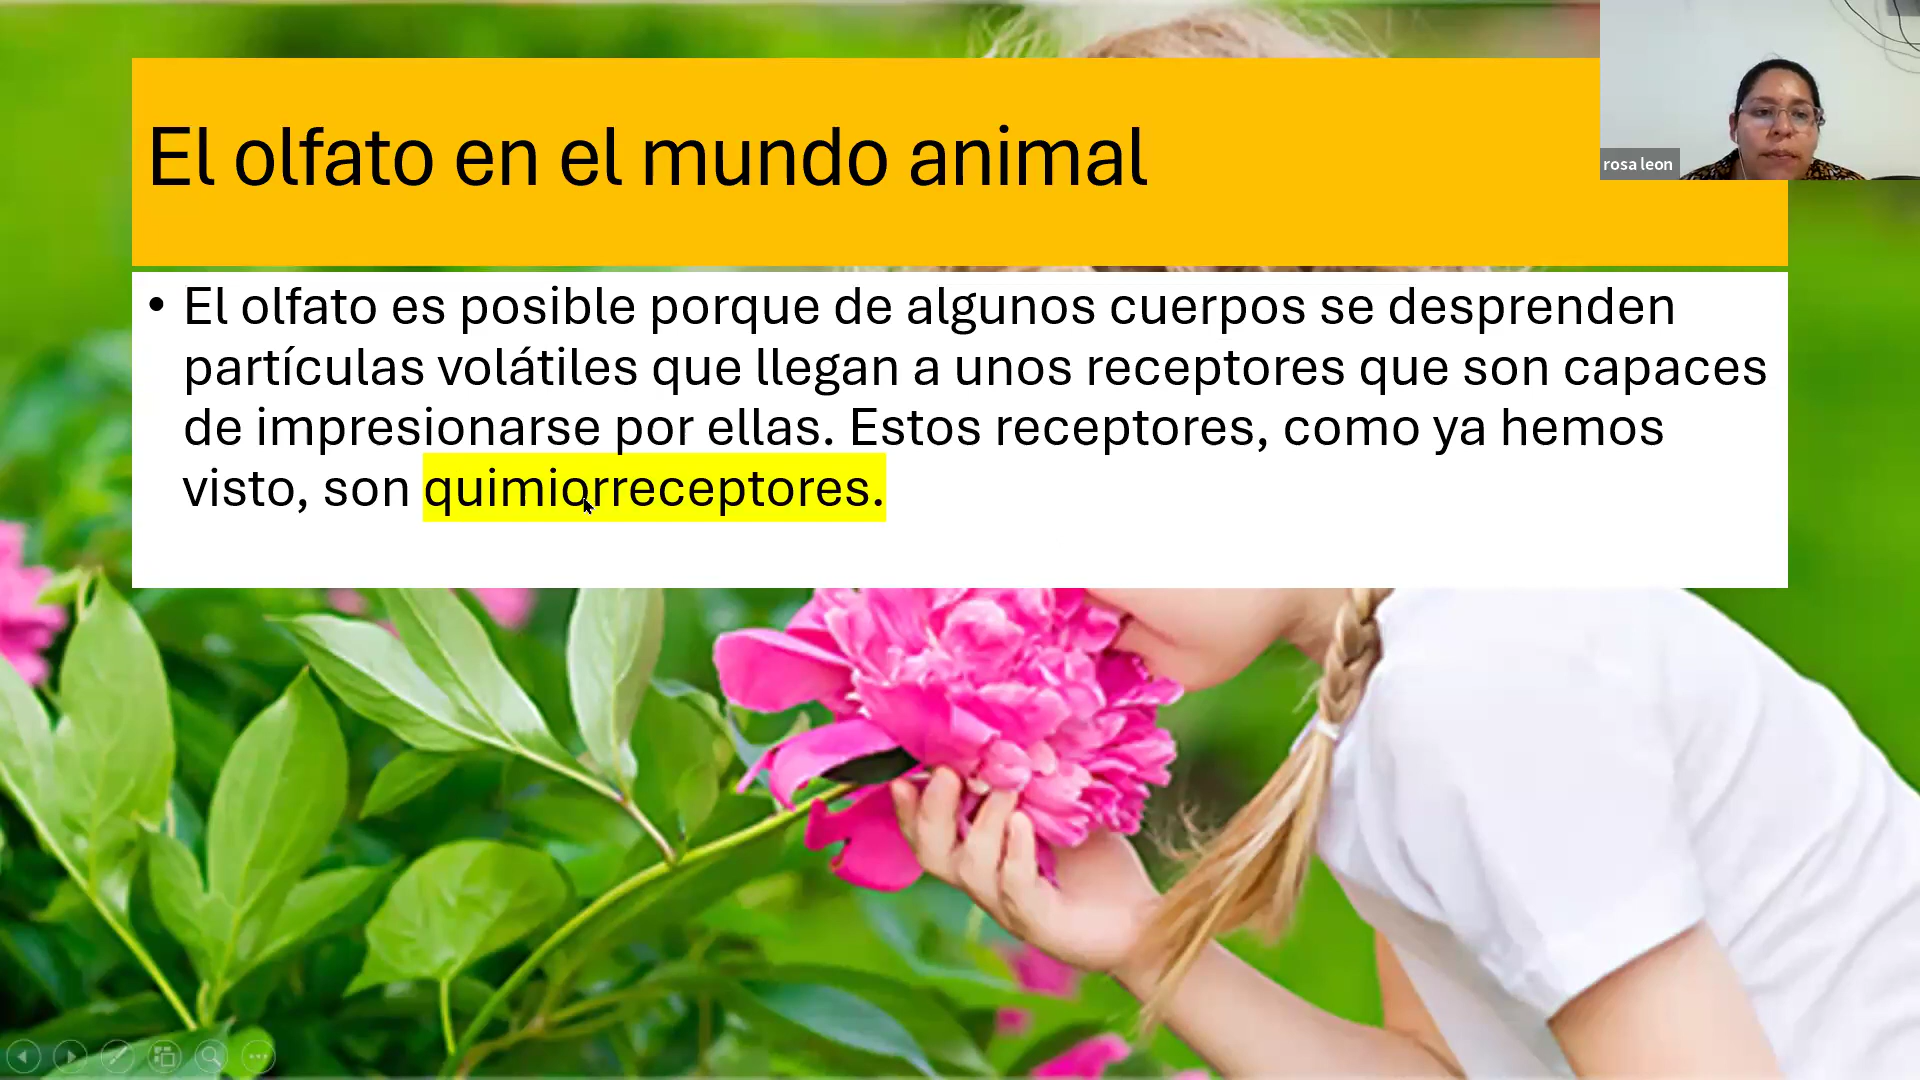 El olfato en el mundo animal
rosa leon
• El olfato es posible porque de algunos cuerpos se desprenden
partículas volátiles que llegan a unos receptores que son capaces
de impresionarse por ellas. Estos receptores, como ya hemos
visto, son quimiorreceptores.